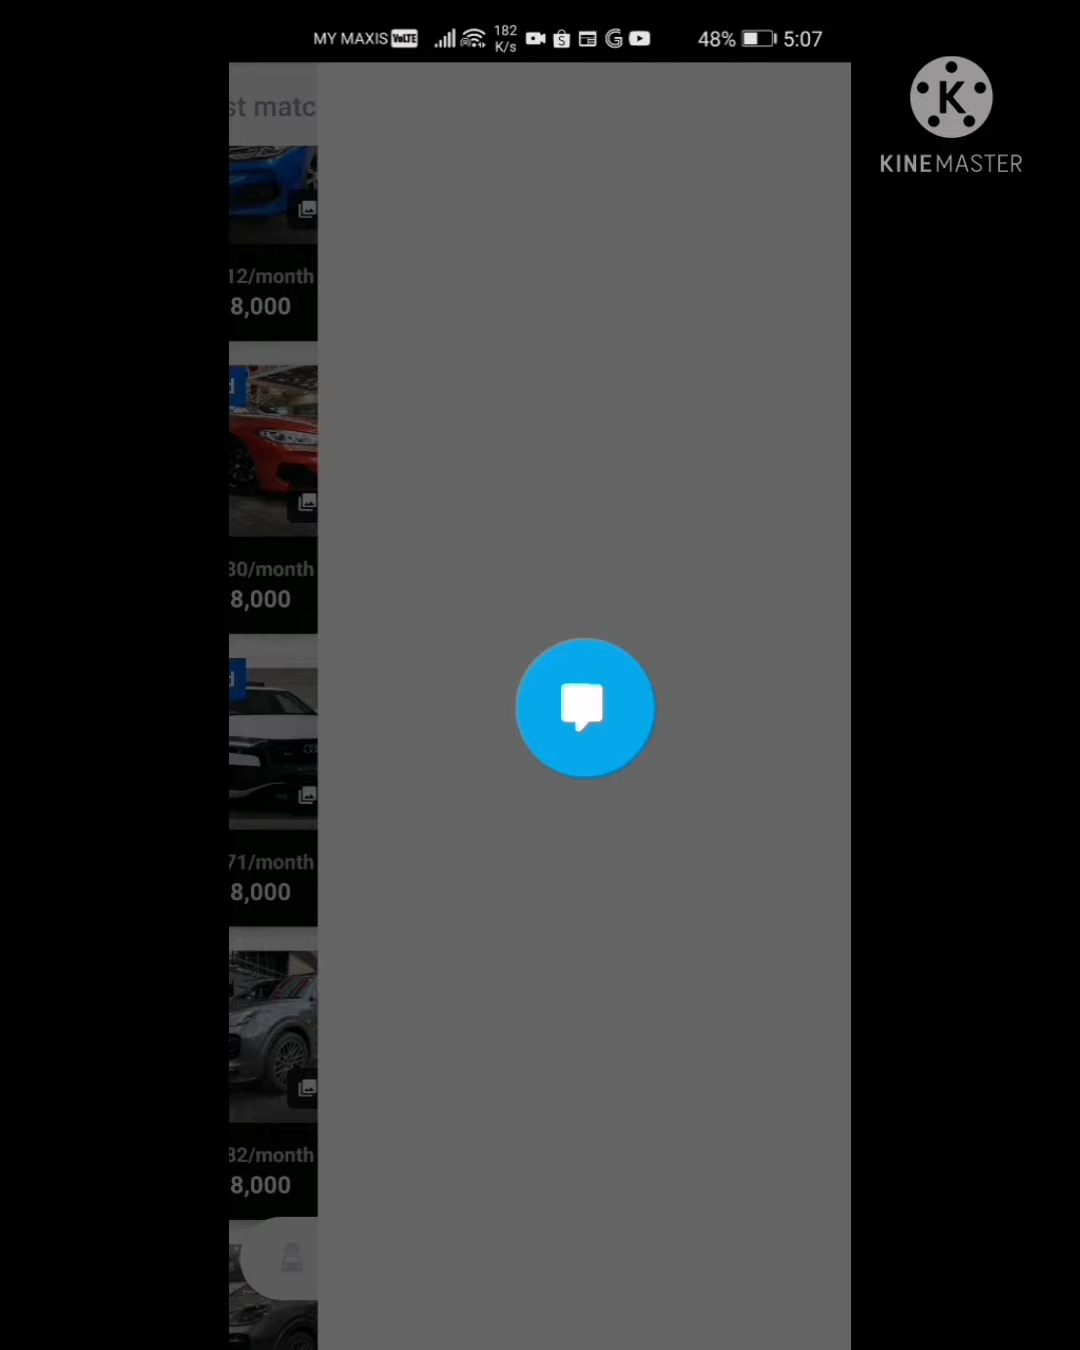 MY MAXIS VoLTE 182 K/s 48% 5:07
KINEMASTER
st matc
12/month
8,000
d
30/month
8,000
d
71/month
8,000
32/month
8,000